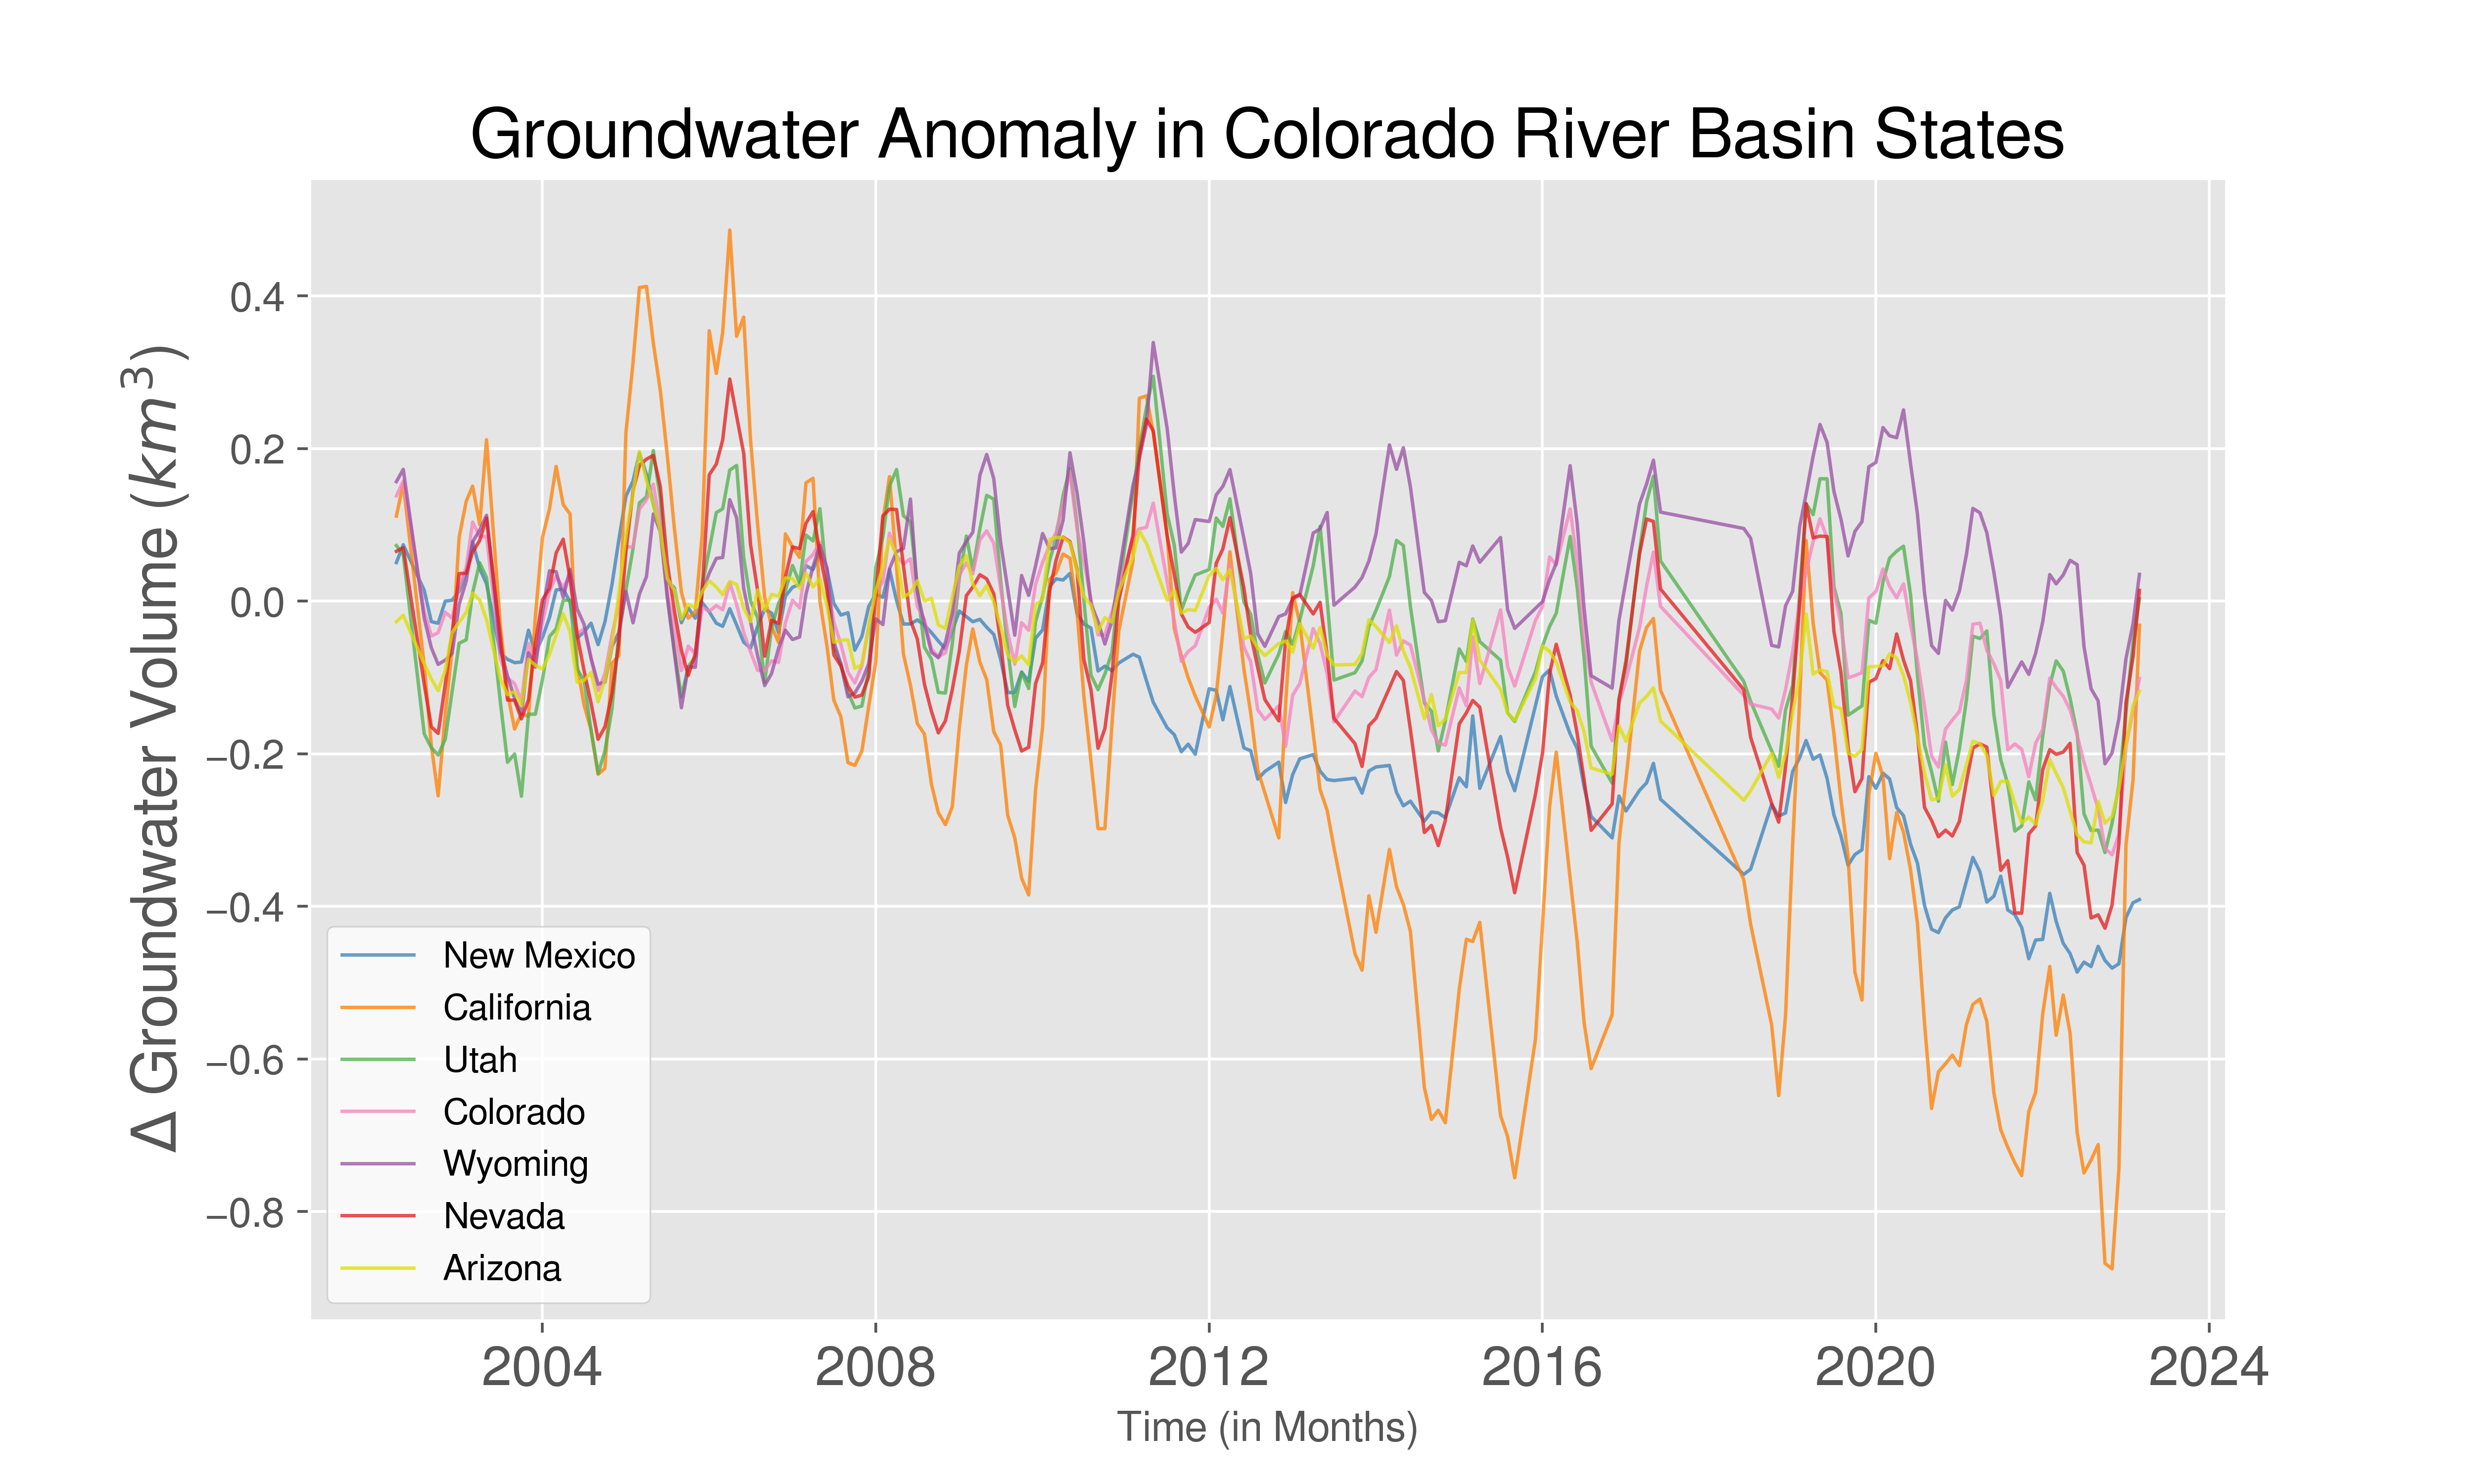 Groundwater Anomaly in Colorado River Basin States
Δ Groundwater Volume (km³)
0.4
0.2
0.0
−0.2
−0.4
−0.6
−0.8
New Mexico
California
Utah
Colorado
Wyoming
Nevada
Arizona
2004 2008 2012 2016 2020 2024
Time (in Months)